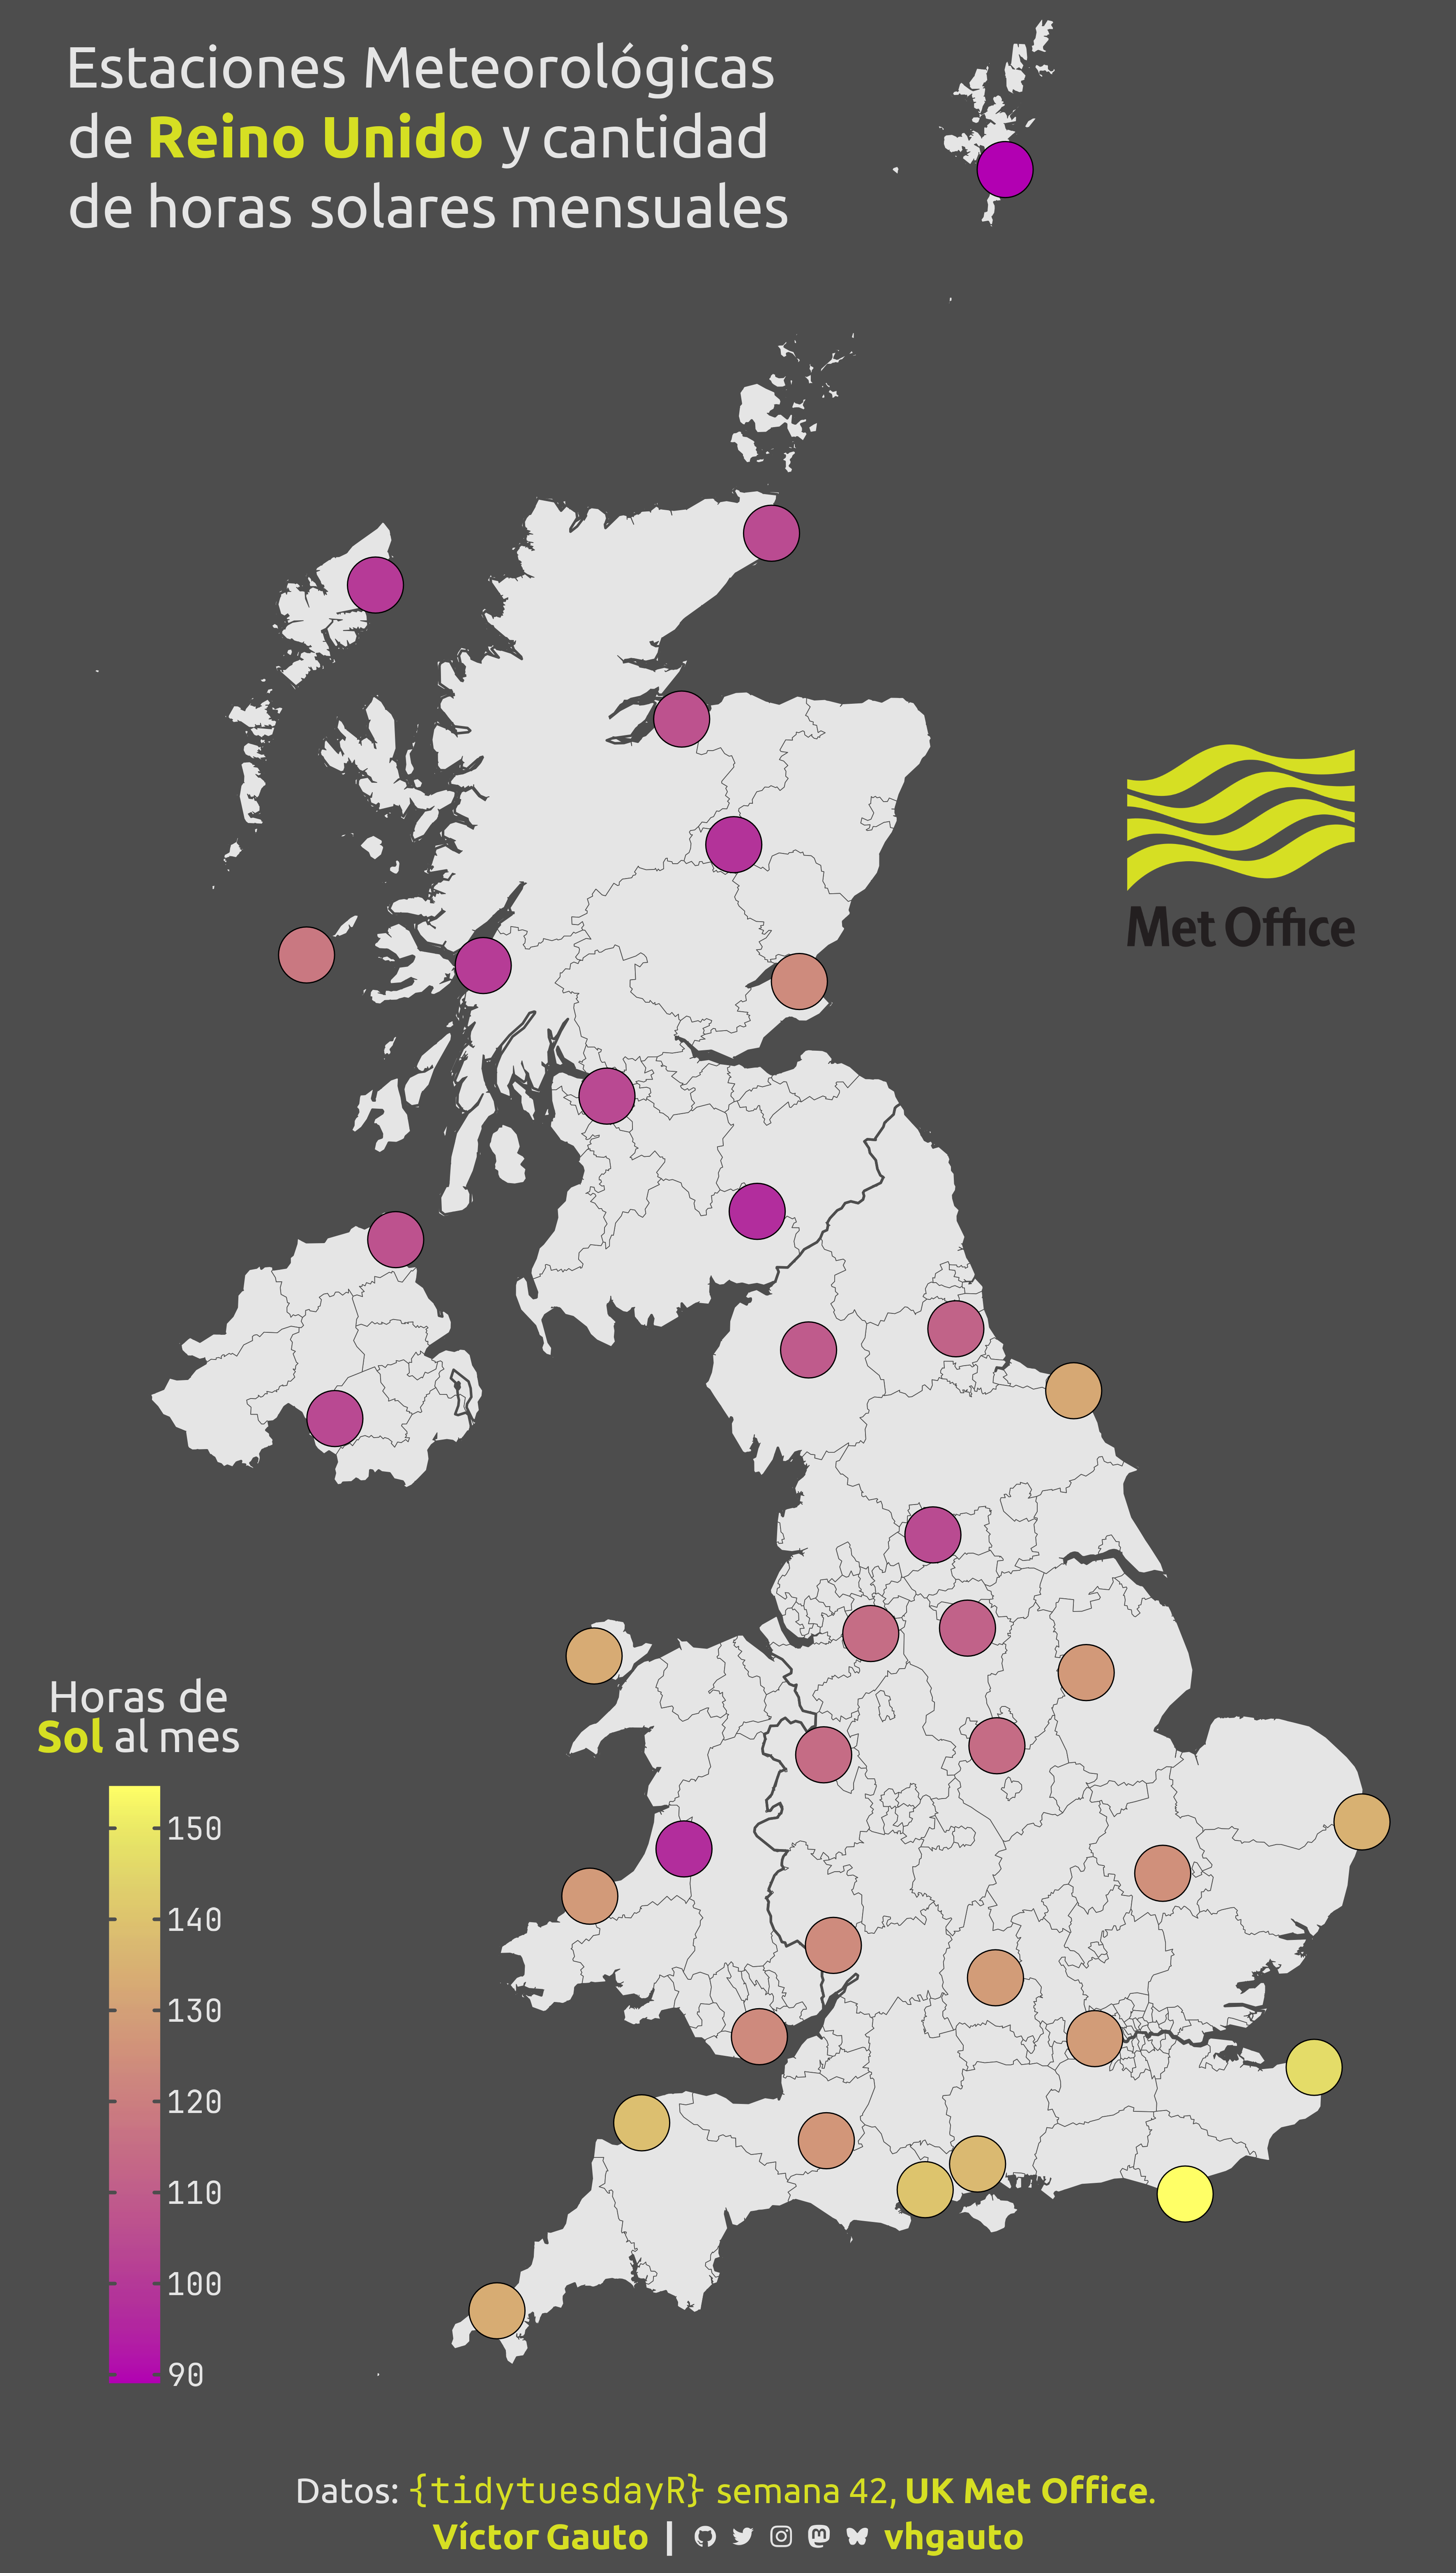 Estaciones Meteorológicas
de Reino Unido y cantidad
de horas solares mensuales
Met Office
Horas de
Sol al mes
150
140
130
120
110
100
90
Datos: {tidytuesdayR} semana 42, UK Met Office.
Víctor Gauto | vhgauto